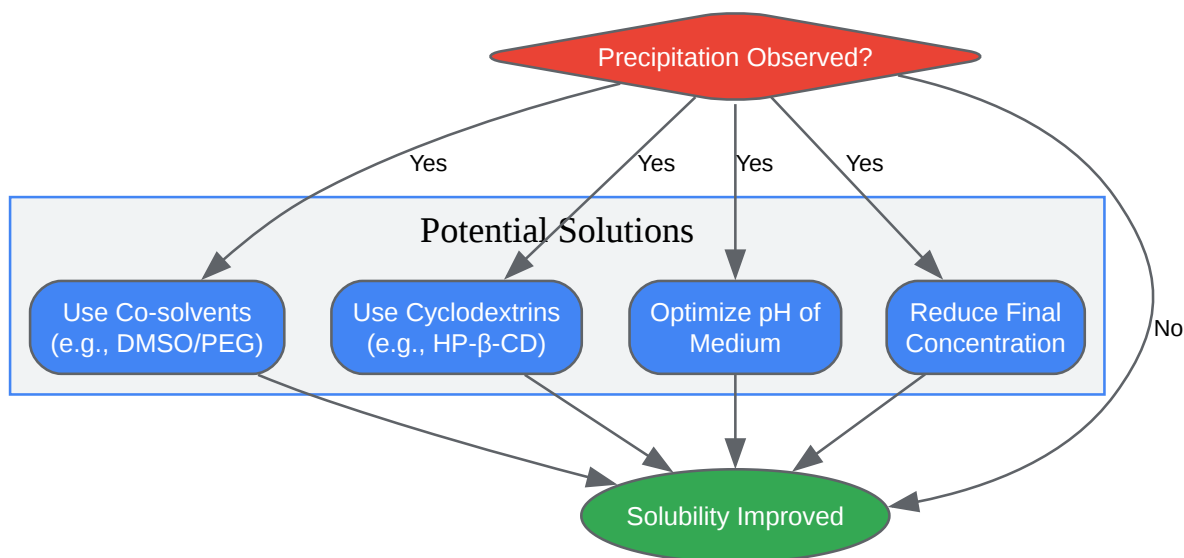 Precipitation Observed?
Yes
Yes
Yes
Yes
Potential Solutions
Use Co-solvents
(e.g., DMSO/PEG)
Use Cyclodextrins
(e.g., HP-β-CD)
Optimize pH of
Medium
Reduce Final
Concentration
No
Solubility Improved